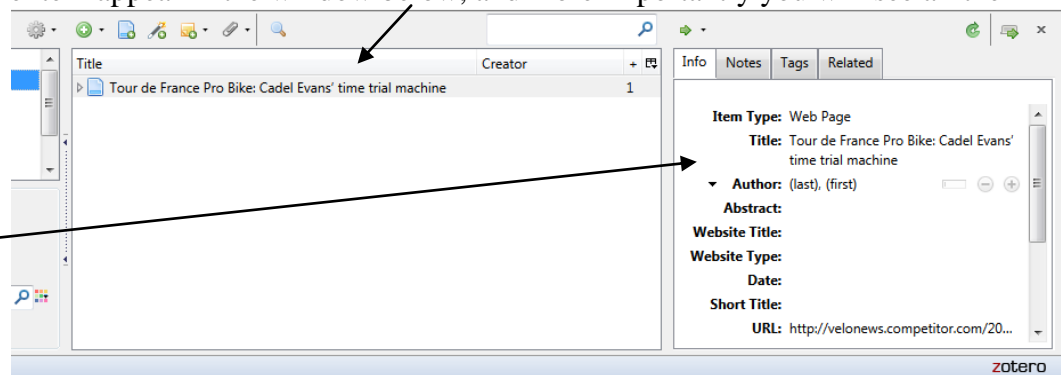 Title Creator +
Tour de France Pro Bike: Cadel Evans' time trial machine 1
Info Notes Tags Related
Item Type: Web Page
Title: Tour de France Pro Bike: Cadel Evans'
time trial machine
Author: (last), (first)
Abstract:
Website Title:
Website Type:
Date:
Short Title:
URL: http://velonews.competitor.com/20...
zotero